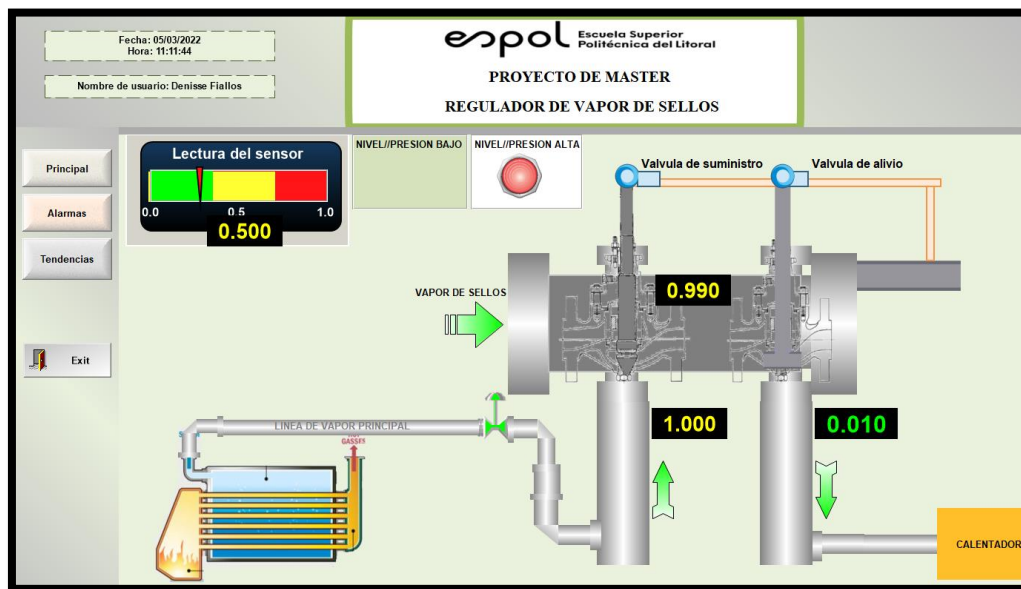 Fecha: 05/03/2022
Hora: 11:11:44
Nombre de usuario: Denisse Fiallos
espol Escuela Superior
Politécnica del Litoral
PROYECTO DE MASTER
REGULADOR DE VAPOR DE SELLOS
Principal
Alarmas
Tendencias
Exit
Lectura del sensor
0.0 0.5 1.0
0.500
NIVEL//PRESION BAJO
NIVEL//PRESION ALTA
Valvula de suministro
Valvula de alivio
VAPOR DE SELLOS
0.990
1.000
0.010
LINEA DE VAPOR PRINCIPAL
GASSES
CALENTADOR